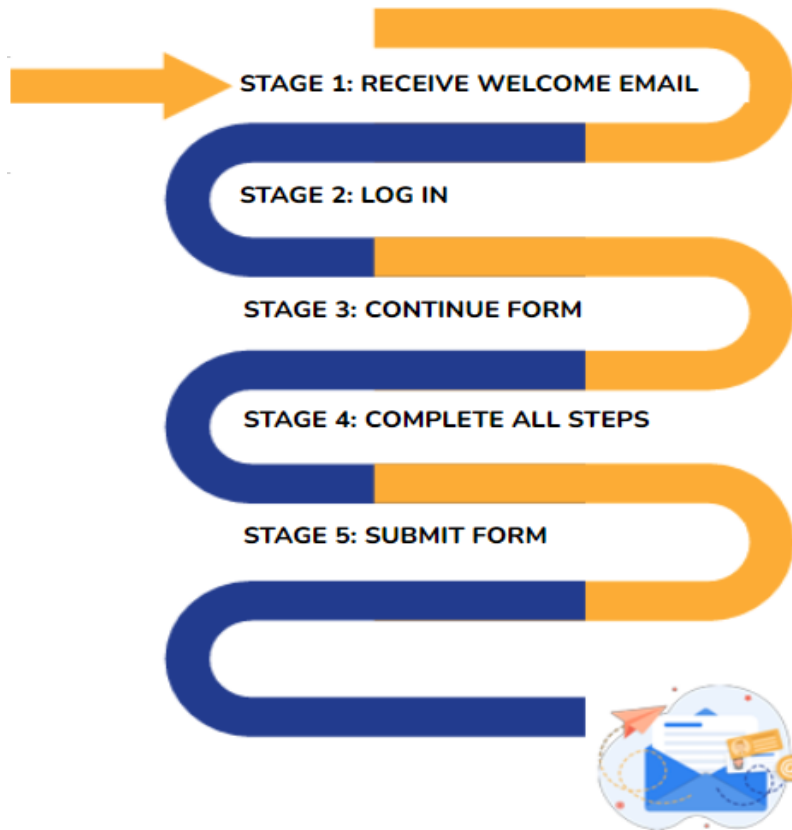 STAGE 1: RECEIVE WELCOME EMAIL
STAGE 2: LOG IN
STAGE 3: CONTINUE FORM
STAGE 4: COMPLETE ALL STEPS
STAGE 5: SUBMIT FORM